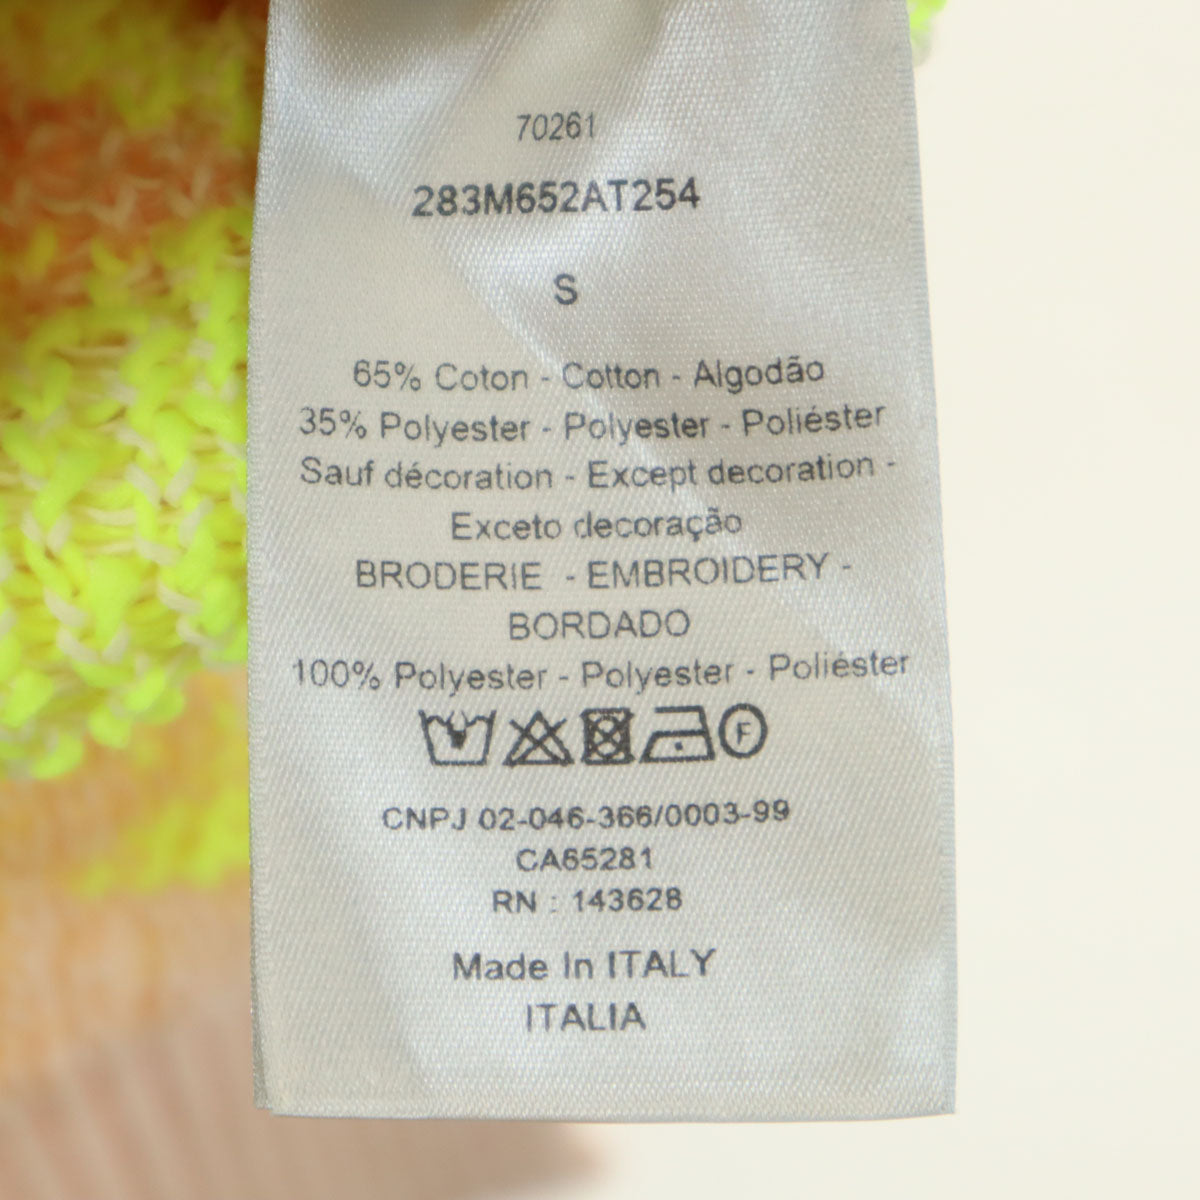 70261
283M652AT254
S
65% Coton - Cotton - Algodão
35% Polyester - Polyester - Poliéster
Sauf décoration - Except decoration -
Exceto decoração
BRODERIE - EMBROIDERY -
BORDADO
100% Polyester - Polyester - Poliéster
F
CNPJ 02-046-366/0003-99
CA65281
RN : 143628
Made In ITALY
ITALIA